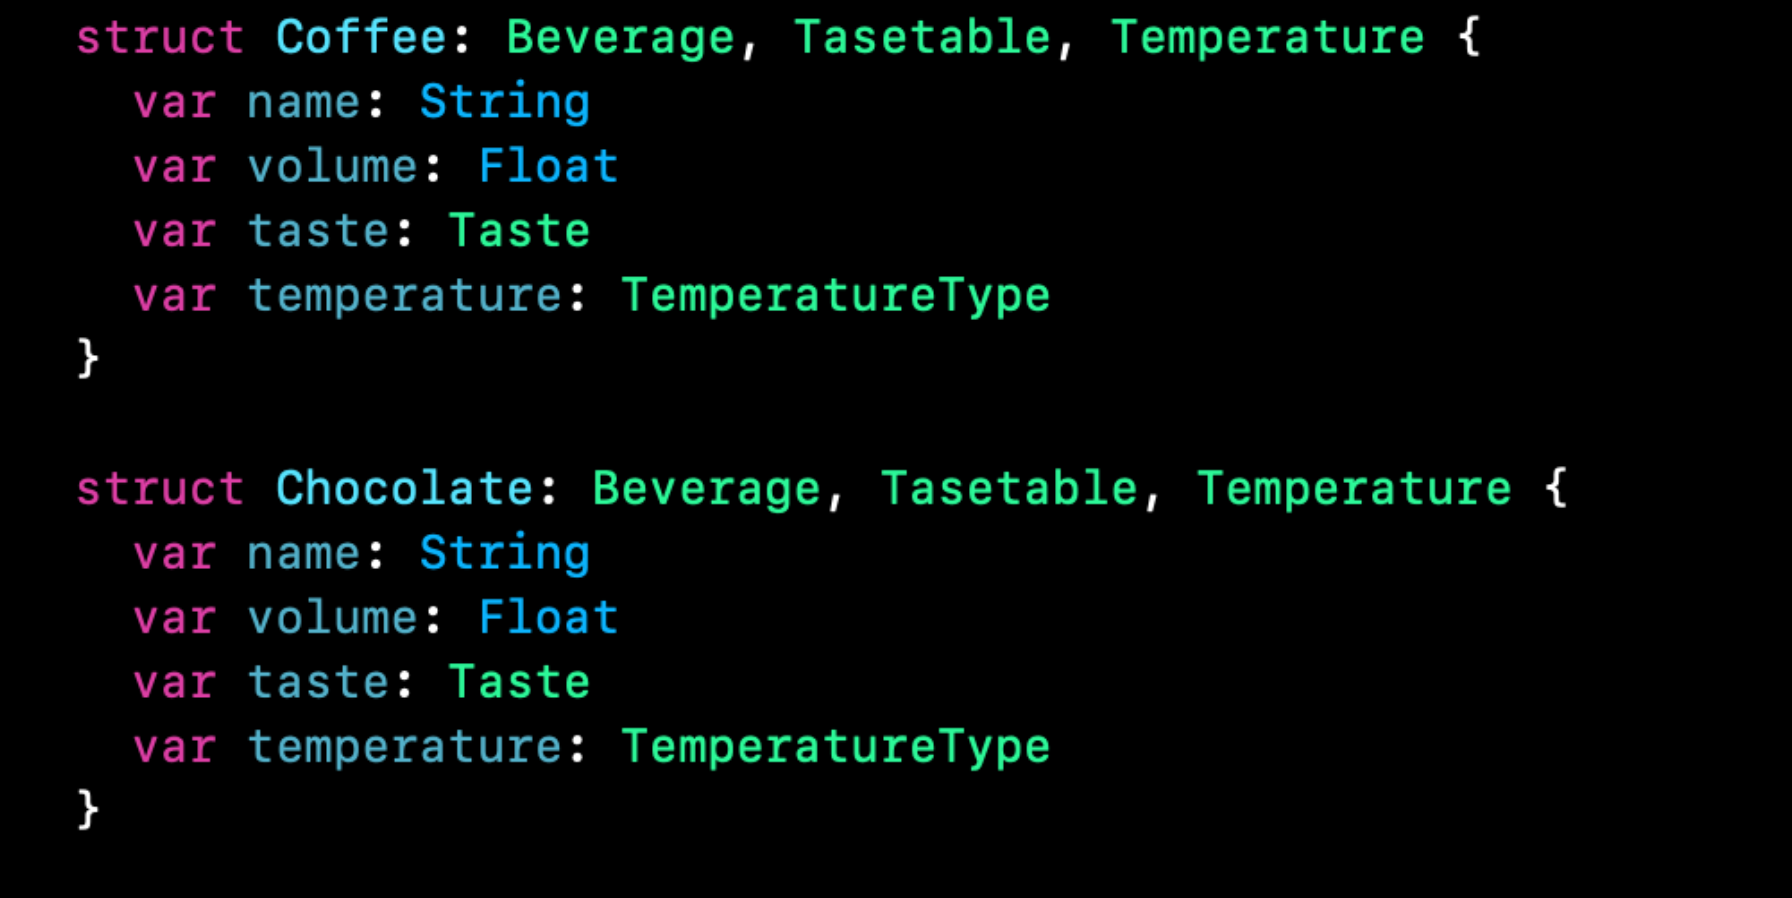 struct Coffee: Beverage, Tasetable, Temperature {
  var name: String
  var volume: Float
  var taste: Taste
  var temperature: TemperatureType
}

struct Chocolate: Beverage, Tasetable, Temperature {
  var name: String
  var volume: Float
  var taste: Taste
  var temperature: TemperatureType
}